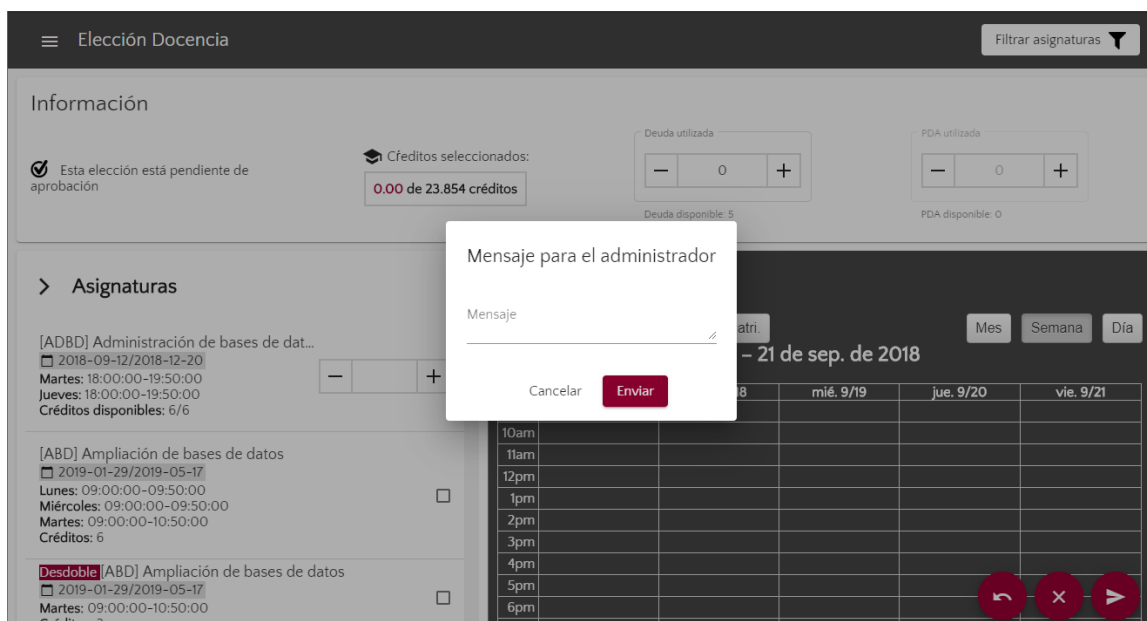 Elección Docencia
Filtrar asignaturas
Información
Esta elección está pendiente de
aprobación
Créditos seleccionados:
0.00 de 23.854 créditos
Deuda utilizada
0
Deuda disponible: 5
PDA utilizada
0
PDA disponible: 0
Mensaje para el administrador
Mensaje
Cancelar
Enviar
Asignaturas
[ADBD] Administración de bases de dat...
2018-09-12/2018-12-20
Martes: 18:00:00-19:50:00
Jueves: 18:00:00-19:50:00
Créditos disponibles: 6/6
[ABD] Ampliación de bases de datos
2019-01-29/2019-05-17
Lunes: 09:00:00-09:50:00
Miércoles: 09:00:00-09:50:00
Martes: 09:00:00-10:50:00
Créditos: 6
Desdoble [ABD] Ampliación de bases de datos
2019-01-29/2019-05-17
Martes: 09:00:00-10:50:00
atri.
Mes
Semana
Día
– 21 de sep. de 2018
8
mié. 9/19
jue. 9/20
vie. 9/21
10am
11am
12pm
1pm
2pm
3pm
4pm
5pm
6pm